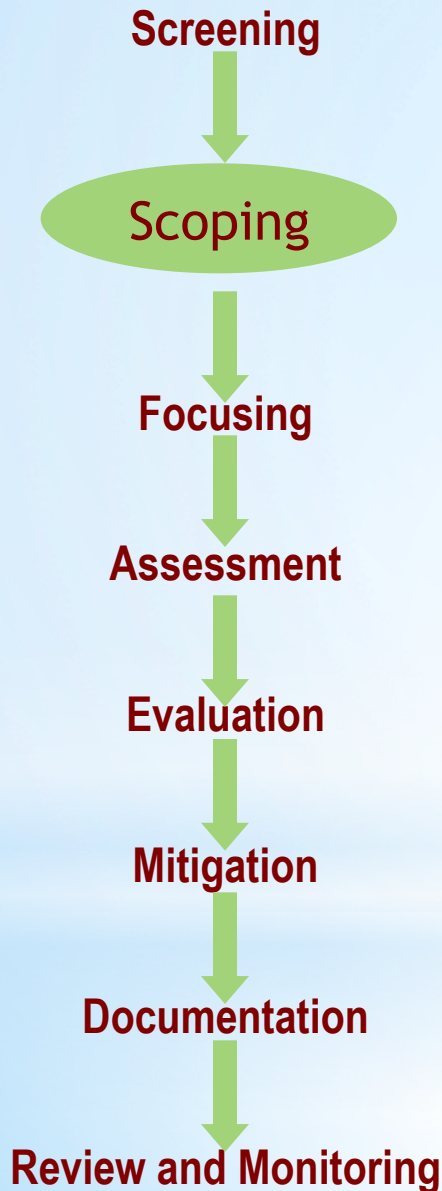 Screening
Scoping
Focusing
Assessment
Evaluation
Mitigation
Documentation
Review and Monitoring